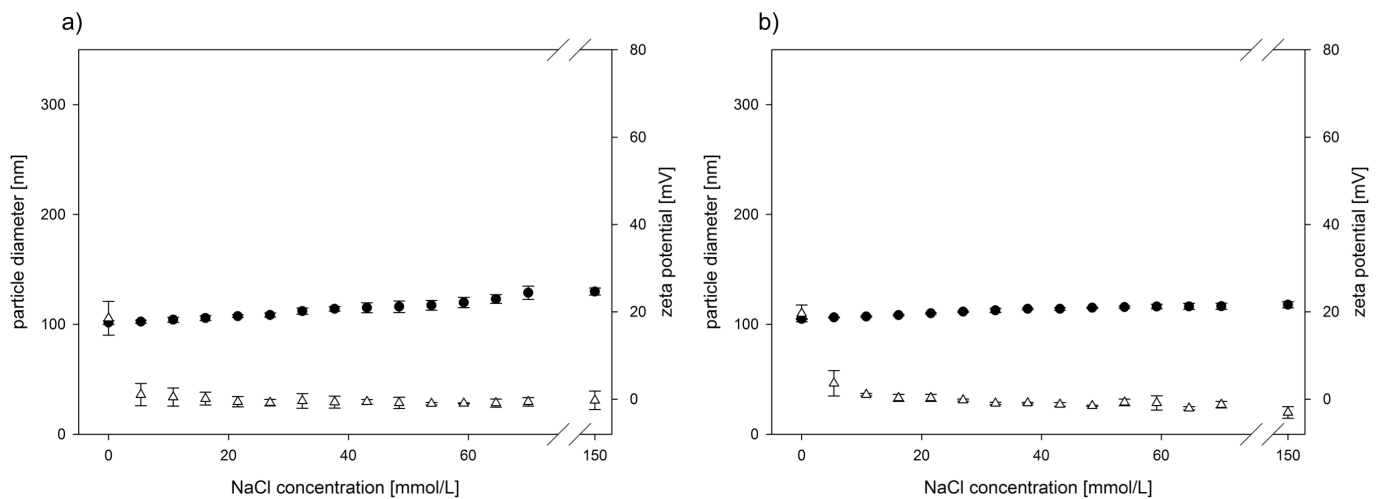 a)
80
300
60
particle diameter [nm]
200
40
zeta potential [mV]
100
20
0
0
0 20 40 60 150
NaCl concentration [mmol/L]
b)
80
300
60
particle diameter [nm]
200
40
zeta potential [mV]
100
20
0
0
0 20 40 60 150
NaCl concentration [mmol/L]